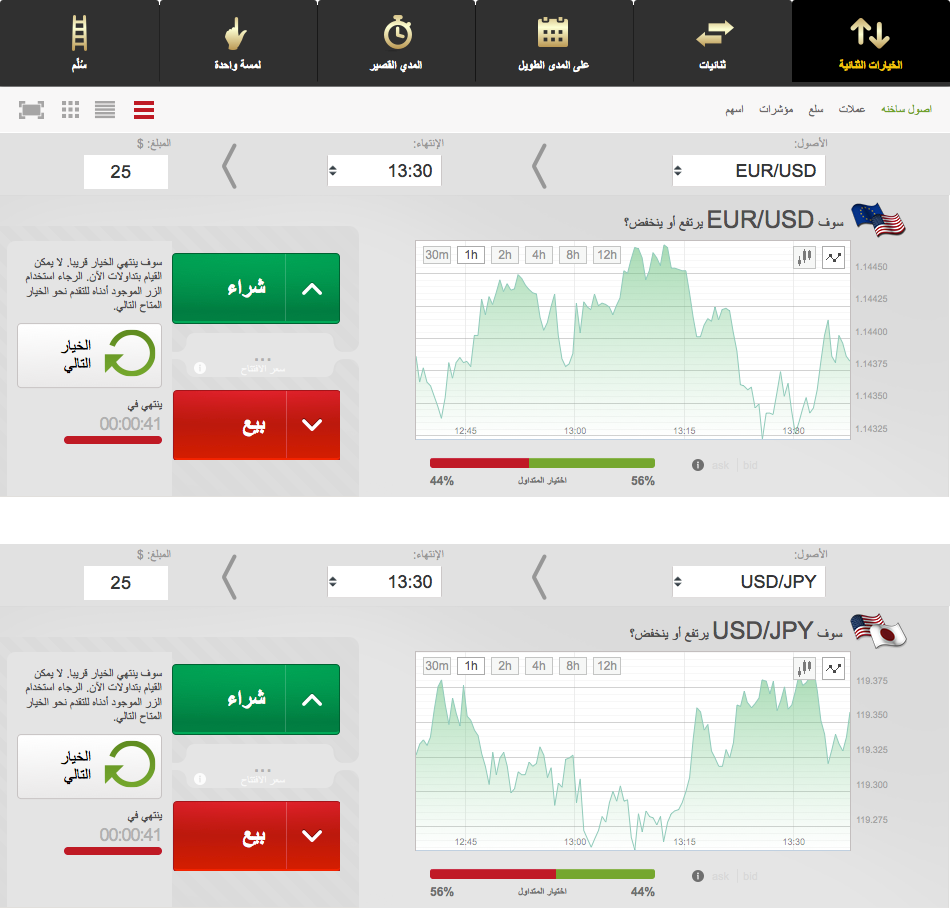 الخيارات الثنائية
ثنائيات
على المدى الطويل
المدي القصير
لمسة واحدة
سُلّم
اصول ساخنه
عملات
سلع
مؤشرات
اسهم
الأصول:
الإنتهاء:
المبلغ: $
EUR/USD
13:30
25
سوف EUR/USD يرتفع أو ينخفض؟
30m 1h 2h 4h 8h 12h
1.14450
1.14425
1.14400
1.14375
1.14350
1.14325
12:45 13:00 13:15 13:30
شراء
...
سعر الافتتاح
بيع
سوف ينتهي الخيار قريبا. لا يمكن
القيام بتداولات الآن. الرجاء استخدام
الزر الموجود أدناه للتقدم نحو الخيار
المتاح التالي.
الخيار
التالي
ينتهي في
00:00:41
44% اختيار المتداول 56%
ask | bid
الأصول:
الإنتهاء:
المبلغ: $
USD/JPY
13:30
25
سوف USD/JPY يرتفع أو ينخفض؟
30m 1h 2h 4h 8h 12h
119.375
119.350
119.325
119.300
119.275
12:45 13:00 13:15 13:30
شراء
...
سعر الافتتاح
بيع
سوف ينتهي الخيار قريبا. لا يمكن
القيام بتداولات الآن. الرجاء استخدام
الزر الموجود أدناه للتقدم نحو الخيار
المتاح التالي.
الخيار
التالي
ينتهي في
00:00:41
56% اختيار المتداول 44%
ask | bid